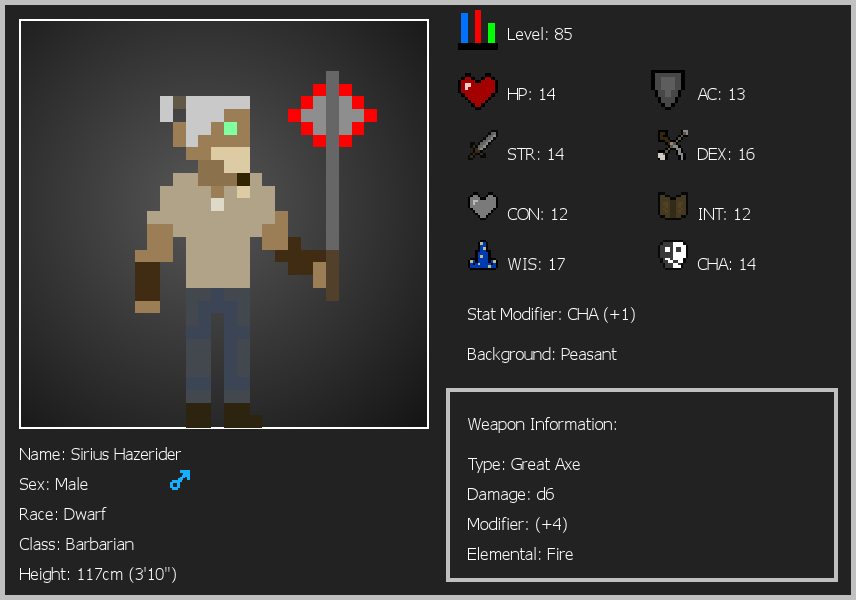 Level: 85
HP: 14
AC: 13
STR: 14
DEX: 16
CON: 12
INT: 12
WIS: 17
CHA: 14
Stat Modifier: CHA (+1)
Background: Peasant
Weapon Information:
Type: Great Axe
Damage: d6
Modifier: (+4)
Elemental: Fire
Name: Sirius Hazerider
Sex: Male
Race: Dwarf
Class: Barbarian
Height: 117cm (3'10")